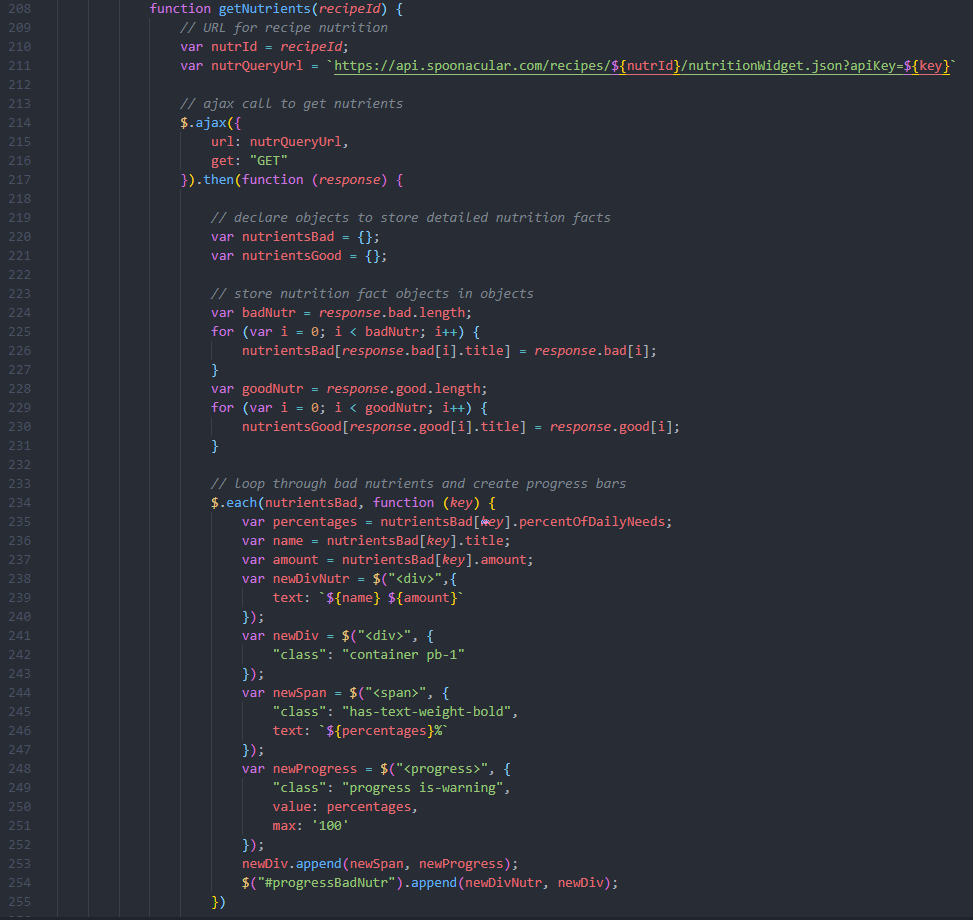 208 function getNutrients(recipeId) {
209 // URL for recipe nutrition
210 var nutrId = recipeId;
211 var nutrQueryUrl = `https://api.spoonacular.com/recipes/${nutrId}/nutritionWidget.json?apiKey=${key}`
212
213 // ajax call to get nutrients
214 $.ajax({
215 url: nutrQueryUrl,
216 get: "GET"
217 }).then(function (response) {
218
219 // declare objects to store detailed nutrition facts
220 var nutrientsBad = {};
221 var nutrientsGood = {};
222
223 // store nutrition fact objects in objects
224 var badNutr = response.bad.length;
225 for (var i = 0; i < badNutr; i++) {
226 nutrientsBad[response.bad[i].title] = response.bad[i];
227 }
228 var goodNutr = response.good.length;
229 for (var i = 0; i < goodNutr; i++) {
230 nutrientsGood[response.good[i].title] = response.good[i];
231 }
232
233 // loop through bad nutrients and create progress bars
234 $.each(nutrientsBad, function (key) {
235 var percentages = nutrientsBad[key].percentOfDailyNeeds;
236 var name = nutrientsBad[key].title;
237 var amount = nutrientsBad[key].amount;
238 var newDivNutr = $("<div>",{
239 text: `${name} ${amount}`
240 });
241 var newDiv = $("<div>", {
242 "class": "container pb-1"
243 });
244 var newSpan = $("<span>", {
245 "class": "has-text-weight-bold",
246 text: `${percentages}%`
247 });
248 var newProgress = $("<progress>", {
249 "class": "progress is-warning",
250 value: percentages,
251 max: '100'
252 });
253 newDiv.append(newSpan, newProgress);
254 $("#progressBadNutr").append(newDivNutr, newDiv);
255 })